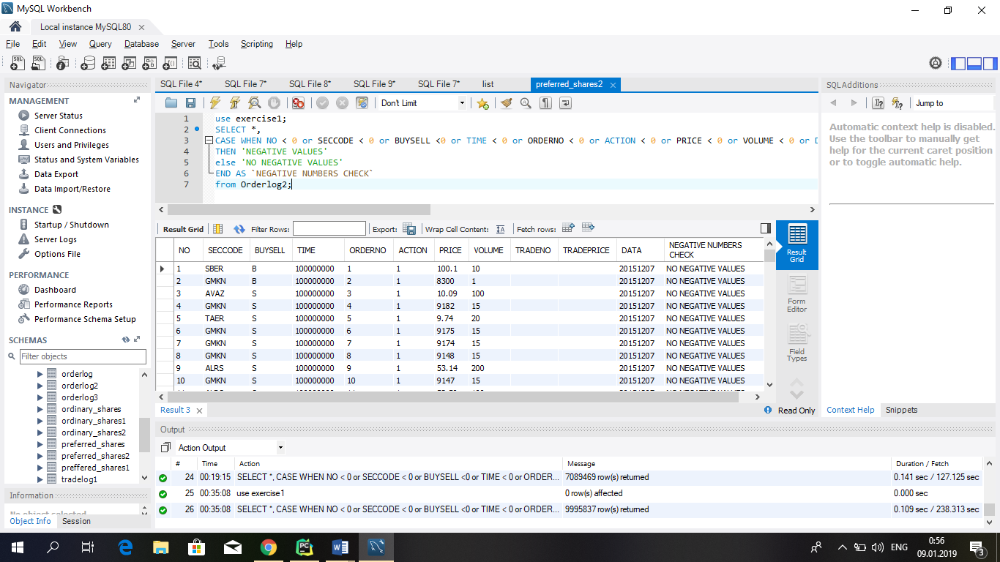 MySQL Workbench
Local instance MySQL80
File Edit View Query Database Server Tools Scripting Help
Navigator
MANAGEMENT
Server Status
Client Connections
Users and Privileges
Status and System Variables
Data Export
Data Import/Restore
INSTANCE
Startup / Shutdown
Server Logs
Options File
PERFORMANCE
Dashboard
Performance Reports
Performance Schema Setup
SCHEMAS
Filter objects
orderlog
orderlog2
orderlog3
ordinary_shares
ordinary_shares1
ordinary_shares2
preferred_shares
preferred_shares2
preffered_shares1
tradelog1
Information
No object selected
Object Info Session
SQL File 4* SQL File 7* SQL File 8* SQL File 9* SQL File 7* list preferred_shares2
Don't Limit
1 use exercise1;
2 SELECT *,
3 CASE WHEN NO < 0 or SECCODE < 0 or BUYSELL <0 or TIME < 0 or ORDERNO < 0 or ACTION < 0 or PRICE < 0 or VOLUME < 0 or D
4 THEN 'NEGATIVE VALUES'
5 else 'NO NEGATIVE VALUES'
6 END AS `NEGATIVE NUMBERS CHECK`
7 from Orderlog2;
Result Grid Filter Rows: Export: Wrap Cell Content: Fetch rows:
NO SECCODE BUYSELL TIME ORDERNO ACTION PRICE VOLUME TRADENO TRADEPRICE DATA NEGATIVE NUMBERS CHECK
1 SBER B 100000000 1 1 100.1 10 20151207 NO NEGATIVE VALUES
2 GMKN B 100000000 2 1 8300 1 20151207 NO NEGATIVE VALUES
3 AVAZ S 100000000 3 1 10.09 100 20151207 NO NEGATIVE VALUES
4 GMKN S 100000000 4 1 9182 15 20151207 NO NEGATIVE VALUES
5 TAER S 100000000 5 1 9.74 20 20151207 NO NEGATIVE VALUES
6 GMKN S 100000000 6 1 9175 15 20151207 NO NEGATIVE VALUES
7 GMKN S 100000000 7 1 9174 15 20151207 NO NEGATIVE VALUES
8 GMKN S 100000000 8 1 9148 15 20151207 NO NEGATIVE VALUES
9 ALRS S 100000000 9 1 53.14 200 20151207 NO NEGATIVE VALUES
10 GMKN S 100000000 10 1 9147 15 20151207 NO NEGATIVE VALUES
Result Grid
Form Editor
Field Types
Result 3
Read Only
SQLAdditions
Jump to
Automatic context help is disabled.
Use the toolbar to manually get
help for the current caret position
or to toggle automatic help.
Context Help Snippets
Output
Action Output
# Time Action Message Duration / Fetch
24 00:19:15 SELECT *, CASE WHEN NO < 0 or SECCODE < 0 or BUYSELL <0 or TIME < 0 or ORDER... 7089469 row(s) returned 0.141 sec / 127.125 sec
25 00:35:08 use exercise1 0 row(s) affected 0.000 sec
26 00:35:08 SELECT *, CASE WHEN NO < 0 or SECCODE < 0 or BUYSELL <0 or TIME < 0 or ORDER... 9995837 row(s) returned 0.109 sec / 238.313 sec
ENG
0:56
09.01.2019
3